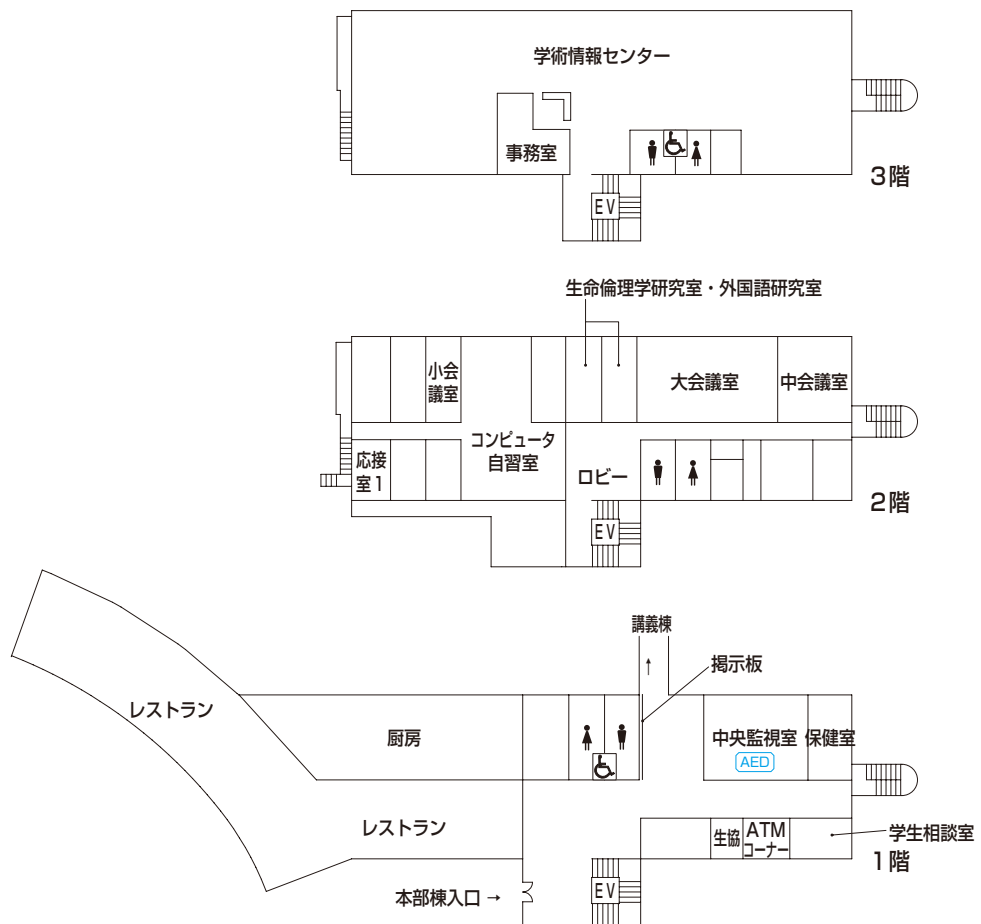 学術情報センター
事務室
3階
EV
生命倫理学研究室・外国語研究室
小会
議室
大会議室
中会議室
コンピュータ
自習室
応接
室1
ロビー
2階
EV
講義棟
↑
掲示板
レストラン
厨房
中央監視室
保健室
AED
レストラン
生協
ATM
コーナー
学生相談室
1階
本部棟入口 →
EV